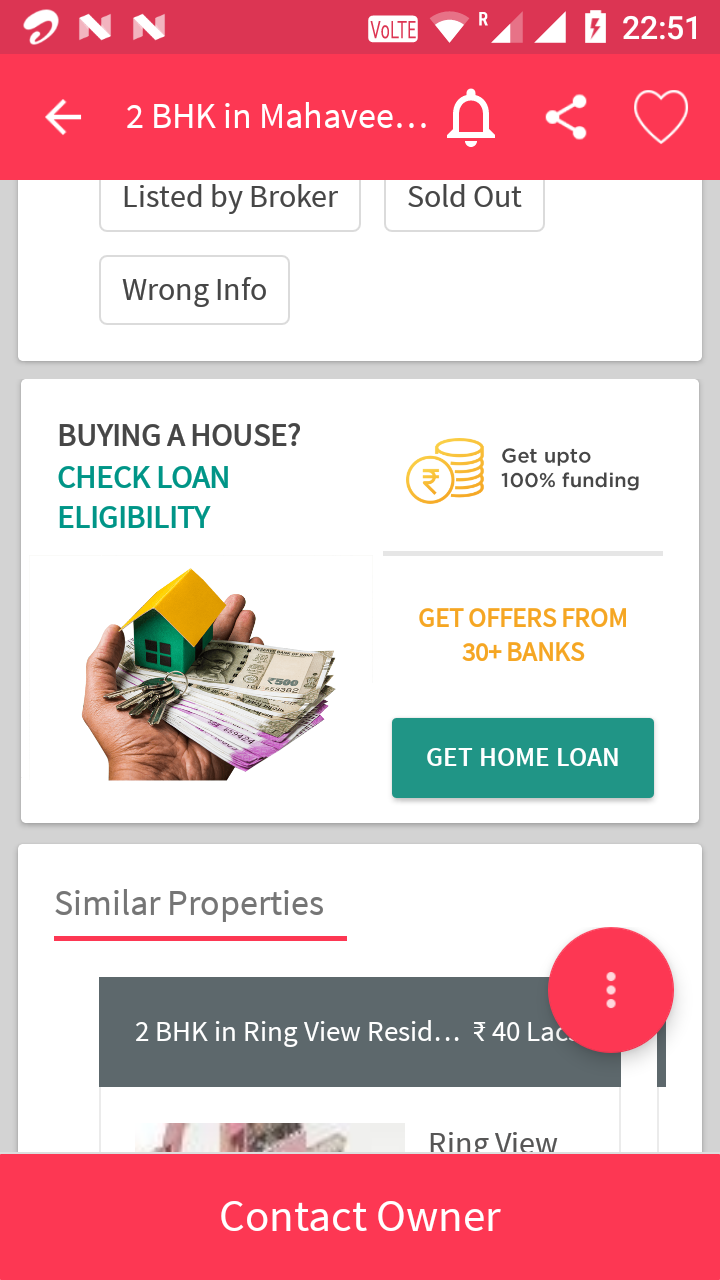 VoLTE R 22:51
2 BHK in Mahavee...
Listed by Broker Sold Out
Wrong Info
BUYING A HOUSE?
CHECK LOAN
ELIGIBILITY
Get upto
100% funding
GET OFFERS FROM
30+ BANKS
₹500
GET HOME LOAN
Similar Properties
2 BHK in Ring View Resid... ₹ 40 Lac
Ring View
Contact Owner